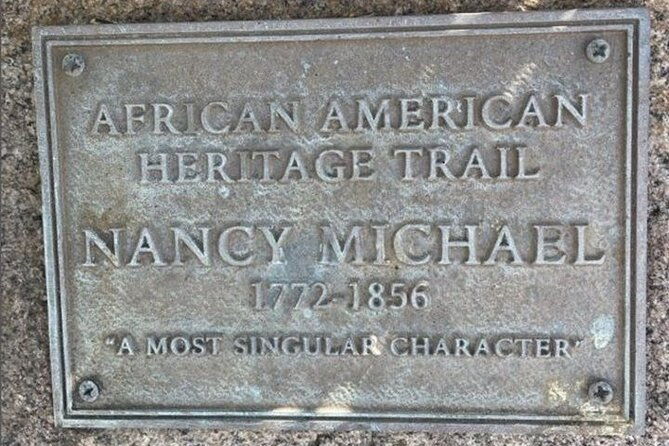 AFRICAN AMERICAN
HERITAGE TRAIL
NANCY MICHAEL
1772-1856
"A MOST SINGULAR CHARACTER"